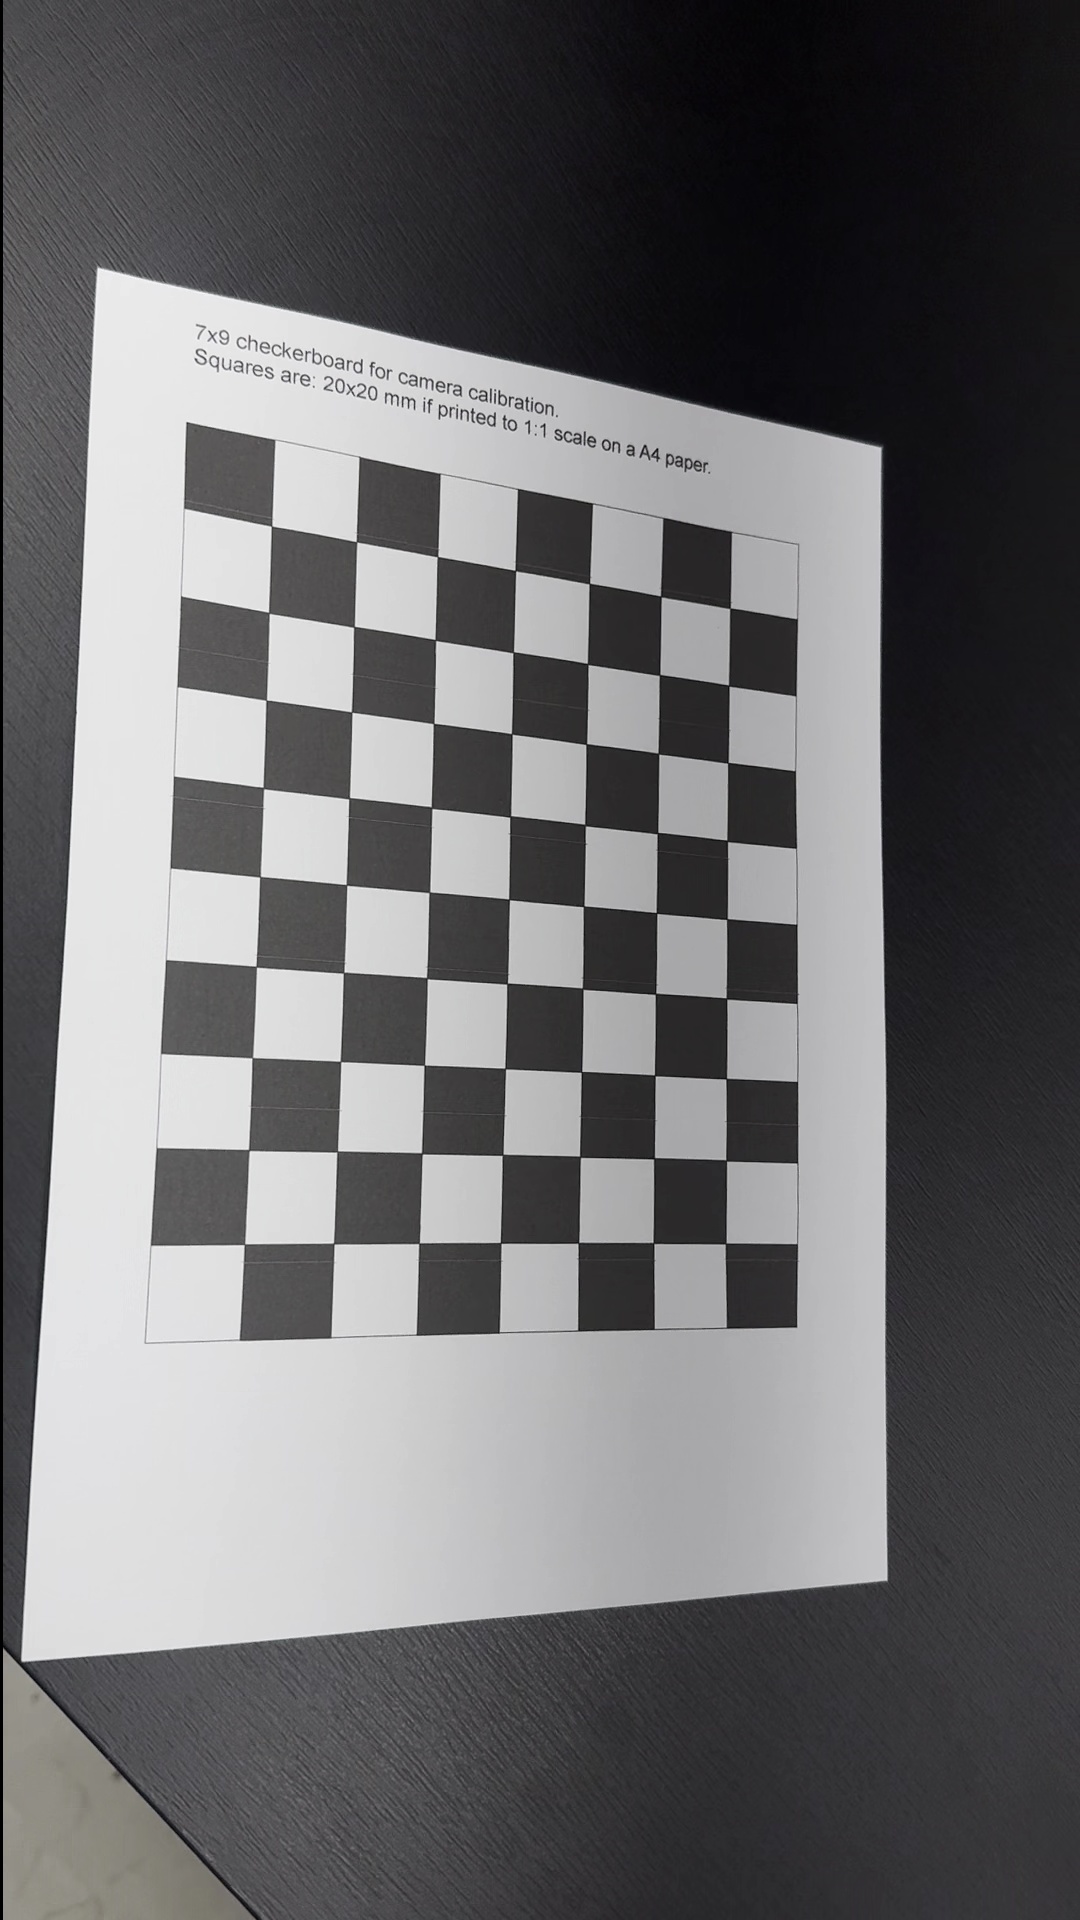 7x9 checkerboard for camera calibration.
Squares are: 20x20 mm if printed to 1:1 scale on a A4 paper.